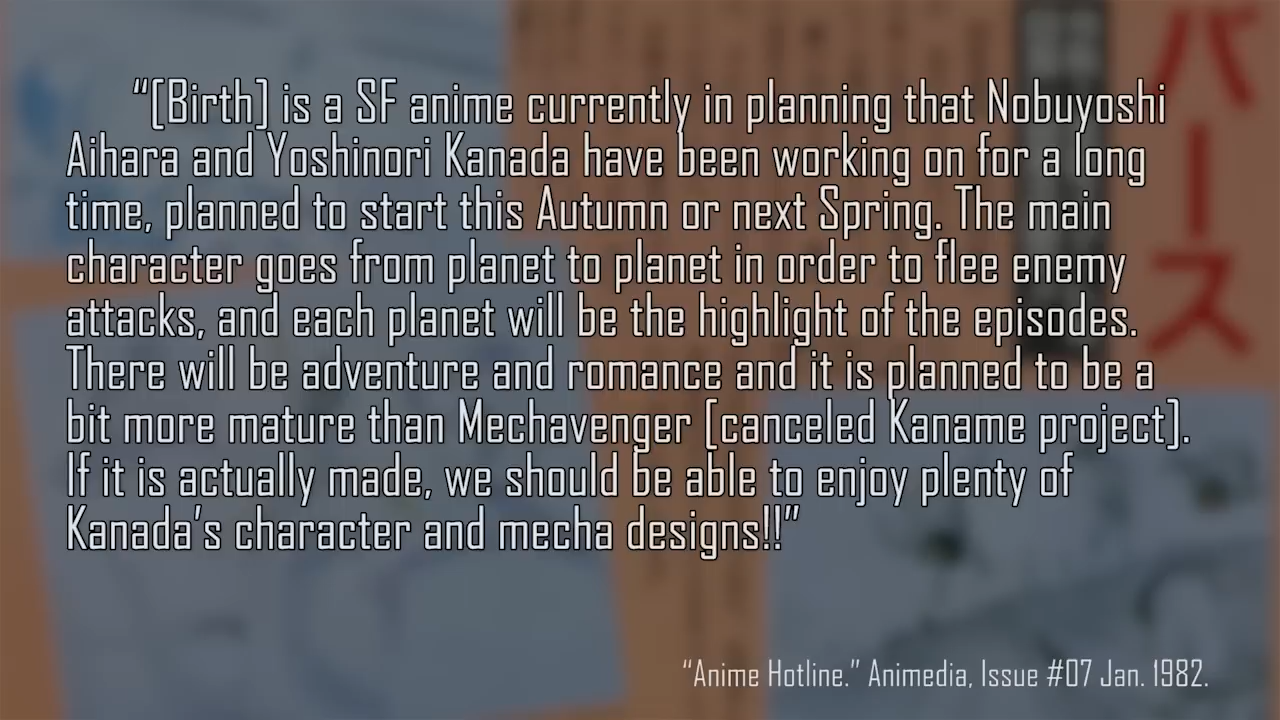 “[Birth] is a SF anime currently in planning that Nobuyoshi
Aihara and Yoshinori Kanada have been working on for a long
time, planned to start this Autumn or next Spring. The main
character goes from planet to planet in order to flee enemy
attacks, and each planet will be the highlight of the episodes.
There will be adventure and romance and it is planned to be a
bit more mature than Mechavenger [canceled Kaname project].
If it is actually made, we should be able to enjoy plenty of
Kanada’s character and mecha designs!!”
“Anime Hotline.” Animedia, Issue #07 Jan. 1982.
バース